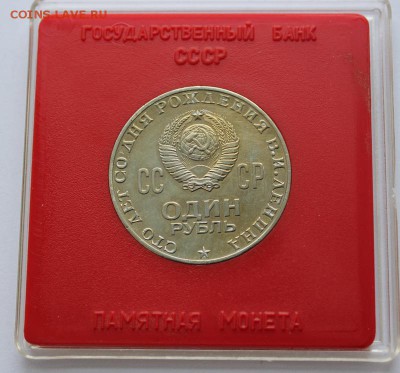 COINS.LAVE.RU
ГОСУДАРСТВЕННЫЙ БАНК
СССР
СТО ЛЕТ СО ДНЯ РОЖДЕНИЯ В.И.ЛЕНИНА
СС СР
ОДИН
РУБЛЬ
ПАМЯТНАЯ МОНЕТА